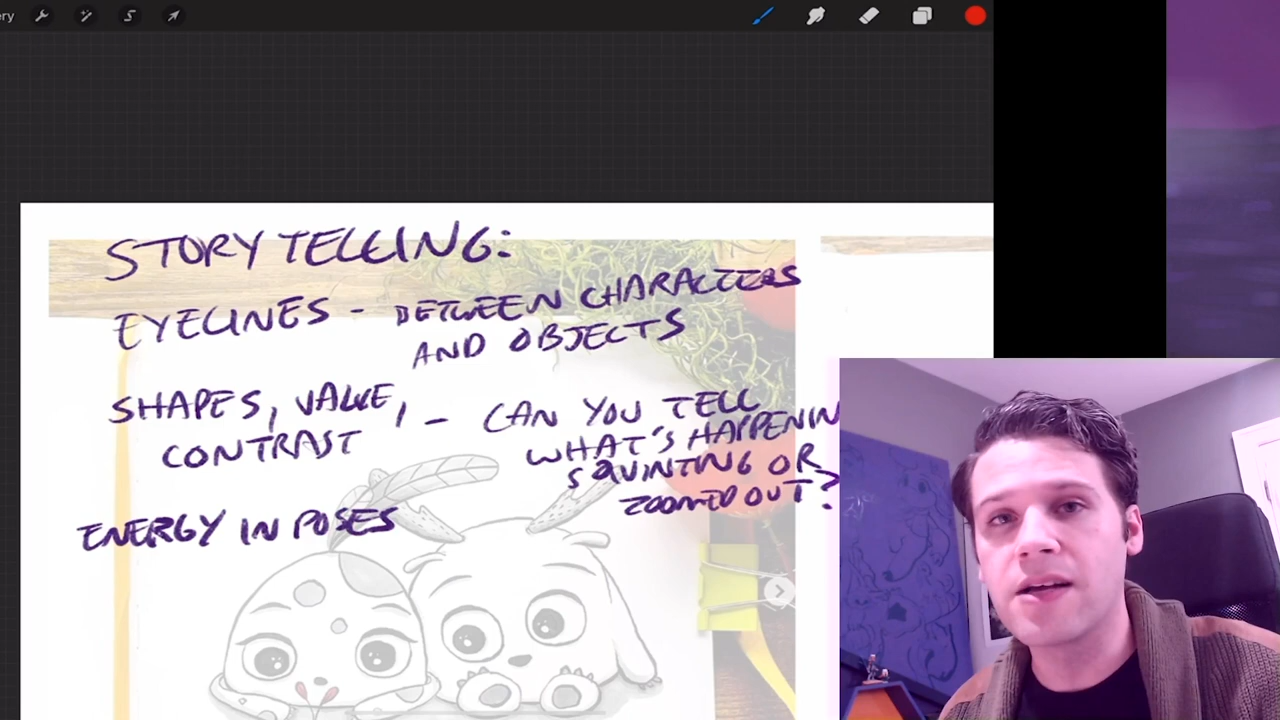 ery
STORY TELLING:
EYELINES - BETWEEN CHARACTERS
AND OBJECTS
SHAPES, VALUE,
CONTRAST
- CAN YOU TELL
WHAT'S HAPPENIN
SQUINTING OR
ZOOMED OUT?
ENERGY IN POSES